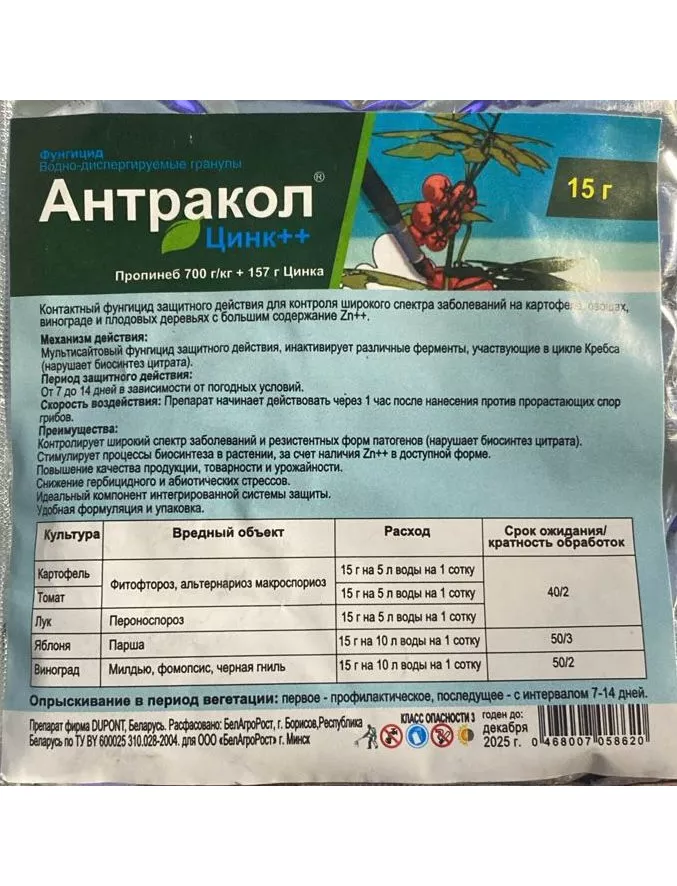 Фунгицид
Водно-диспергируемые гранулы
Антракол®
Цинк++
15 г
Пропинеб 700 г/кг + 157 г Цинка
Контактный фунгицид защитного действия для контроля широкого спектра заболеваний на картофеле, овощах,
винограде и плодовых деревьях с большим содержание Zn++.
Механизм действия:
Мультисайтовый фунгицид защитного действия, инактивирует различные ферменты, участвующие в цикле Кребса
(нарушает биосинтез цитрата).
Период защитного действия:
От 7 до 14 дней в зависимости от погодных условий.
Скорость воздействия: Препарат начинает действовать через 1 час после нанесения против прорастающих спор
грибов.
Преимущества:
Контролирует широкий спектр заболеваний и резистентных форм патогенов (нарушает биосинтез цитрата).
Стимулирует процессы биосинтеза в растении, за счет наличия Zn++ в доступной форме.
Повышение качества продукции, товарности и урожайности.
Снижение гербицидного и абиотических стрессов.
Идеальный компонент интегрированной системы защиты.
Удобная формуляция и упаковка.
Культура Вредный объект Расход Срок ожидания/
кратность обработок
Картофель Фитофтороз, альтернариоз макроспориоз 15 г на 5 л воды на 1 сотку 40/2
Томат 15 г на 5 л воды на 1 сотку
Лук Пероноспороз 15 г на 5 л воды на 1 сотку
Яблоня Парша 15 г на 10 л воды на 1 сотку 50/3
Виноград Милдью, фомопсис, черная гниль 15 г на 10 л воды на 1 сотку 50/2
Опрыскивание в период вегетации: первое - профилактическое, последущее - с интервалом 7-14 дней.
Препарат фирма DUPONT, Беларусь. Расфасовано: БелАгроРост, г. Борисов,Республика
Беларусь по ТУ BY 600025 310.028-2004. для ООО «БелАгроРост» г. Минск
КЛАСС ОПАСНОСТИ 3
годен до:
декабря
2025 г.
0 468007 058620